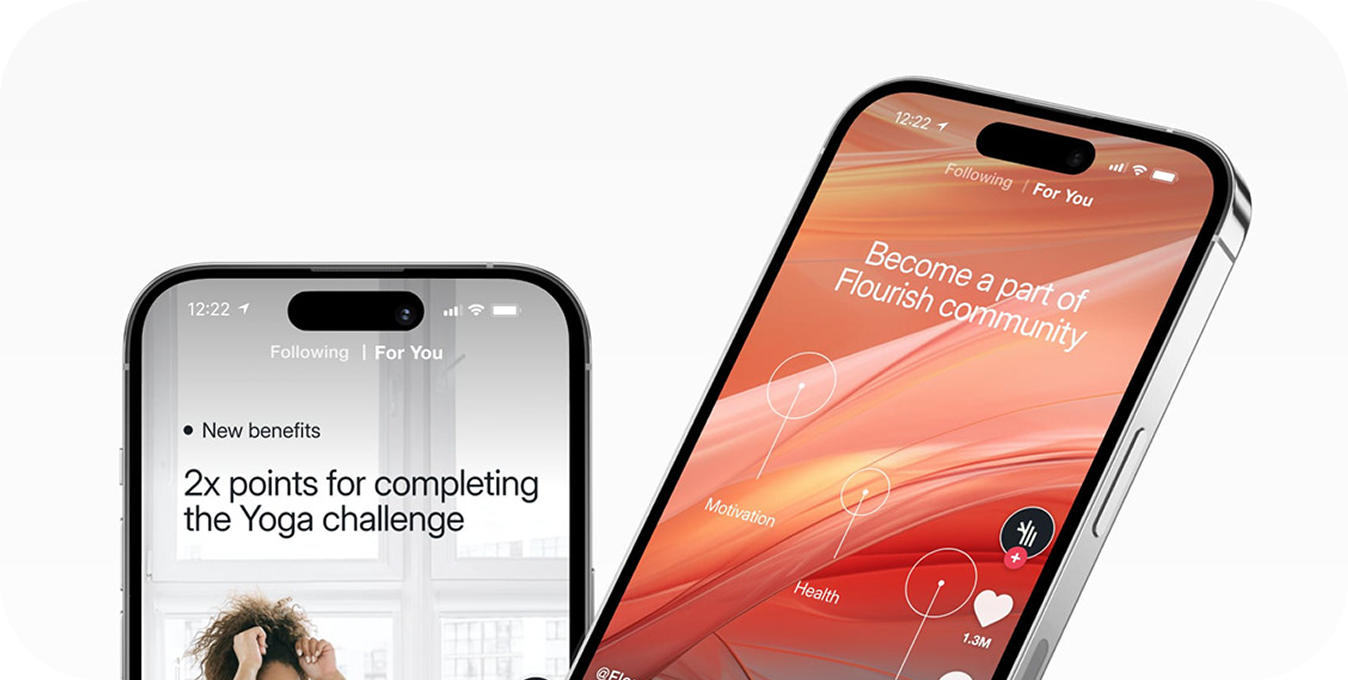 12:22
Following | For You
New benefits
2x points for completing
the Yoga challenge
12:22
Following | For You
Become a part of
Flourish community
Motivation
Health
1.3M